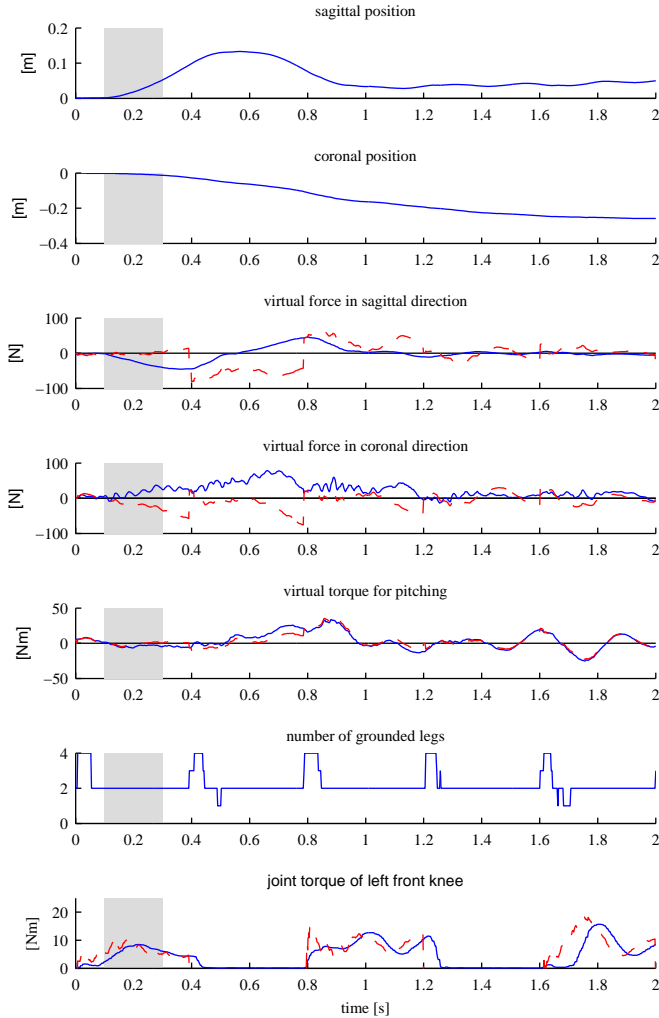 sagittal position
0.2
0.1
0
[m]
0 0.2 0.4 0.6 0.8 1 1.2 1.4 1.6 1.8 2
coronal position
0
−0.2
−0.4
[m]
0 0.2 0.4 0.6 0.8 1 1.2 1.4 1.6 1.8 2
virtual force in sagittal direction
100
0
−100
[N]
0 0.2 0.4 0.6 0.8 1 1.2 1.4 1.6 1.8 2
virtual force in coronal direction
100
0
−100
[N]
0 0.2 0.4 0.6 0.8 1 1.2 1.4 1.6 1.8 2
virtual torque for pitching
50
0
−50
[Nm]
0 0.2 0.4 0.6 0.8 1 1.2 1.4 1.6 1.8 2
number of grounded legs
4
2
0
0 0.2 0.4 0.6 0.8 1 1.2 1.4 1.6 1.8 2
joint torque of left front knee
20
10
0
[Nm]
0 0.2 0.4 0.6 0.8 1 1.2 1.4 1.6 1.8 2
time [s]